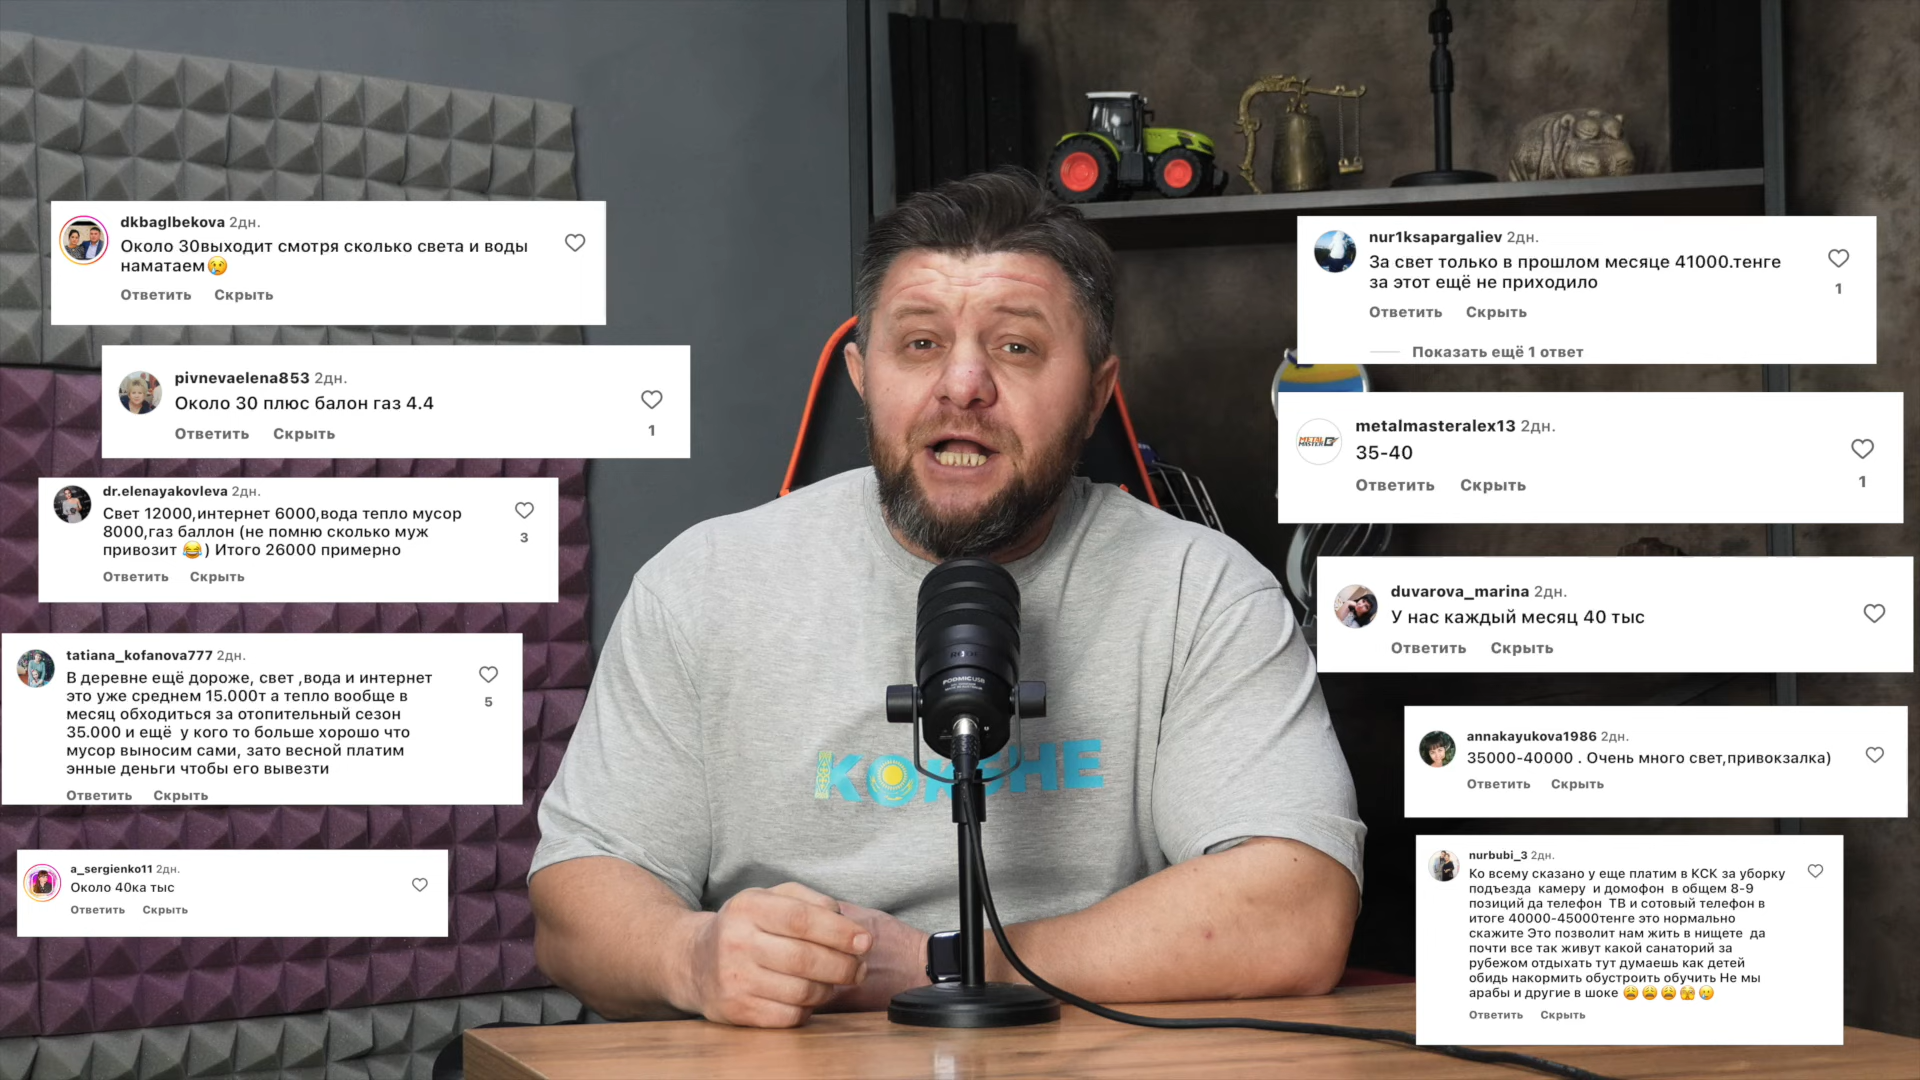 dkbaglbekova 2дн.
Около 30выходит смотря сколько света и воды
наматаем😢
Ответить Скрыть
pivnevaelena853 2дн.
Около 30 плюс балон газ 4.4
1
Ответить Скрыть
dr.elenayakovleva 2дн.
Свет 12000,интернет 6000,вода тепло мусор
8000,газ баллон (не помню сколько муж
3
привозит 😂) Итого 26000 примерно
Ответить Скрыть
tatiana_kofanova777 2дн.
В деревне ещё дороже, свет ,вода и интернет
это уже среднем 15.000т а тепло вообще в
5
месяц обходиться за отопительный сезон
35.000 и ещё у кого то больше хорошо что
мусор выносим сами, зато весной платим
энные деньги чтобы его вывезти
Ответить Скрыть
a_sergienko11 2дн.
Около 40ка тыс
Ответить Скрыть
nur1ksapargaliev 2дн.
За свет только в прошлом месяце 41000.тенге
за этот ещё не приходило
1
Ответить Скрыть
Показать ещё 1 ответ
METAL
MASTER
metalmasteralex13 2дн.
35-40
1
Ответить Скрыть
duvarova_marina 2дн.
У нас каждый месяц 40 тыс
Ответить Скрыть
annakayukova1986 2дн.
35000-40000 . Очень много свет,привокзалка)
Ответить Скрыть
nurbubi_3 2дн.
Ко всему сказано у еще платим в КСК за уборку
подъезда камеру и домофон в общем 8-9
позиций да телефон ТВ и сотовый телефон в
итоге 40000-45000тенге это нормально
скажите Это позволит нам жить в нищете да
почти все так живут какой санаторий за
рубежом отдыхать тут думаешь как детей
обидь накормить обустроить обучить Не мы
арабы и другие в шоке 😩😩😩🫣🥲
Ответить Скрыть
RODE
PODMIC USB
KOKSHE